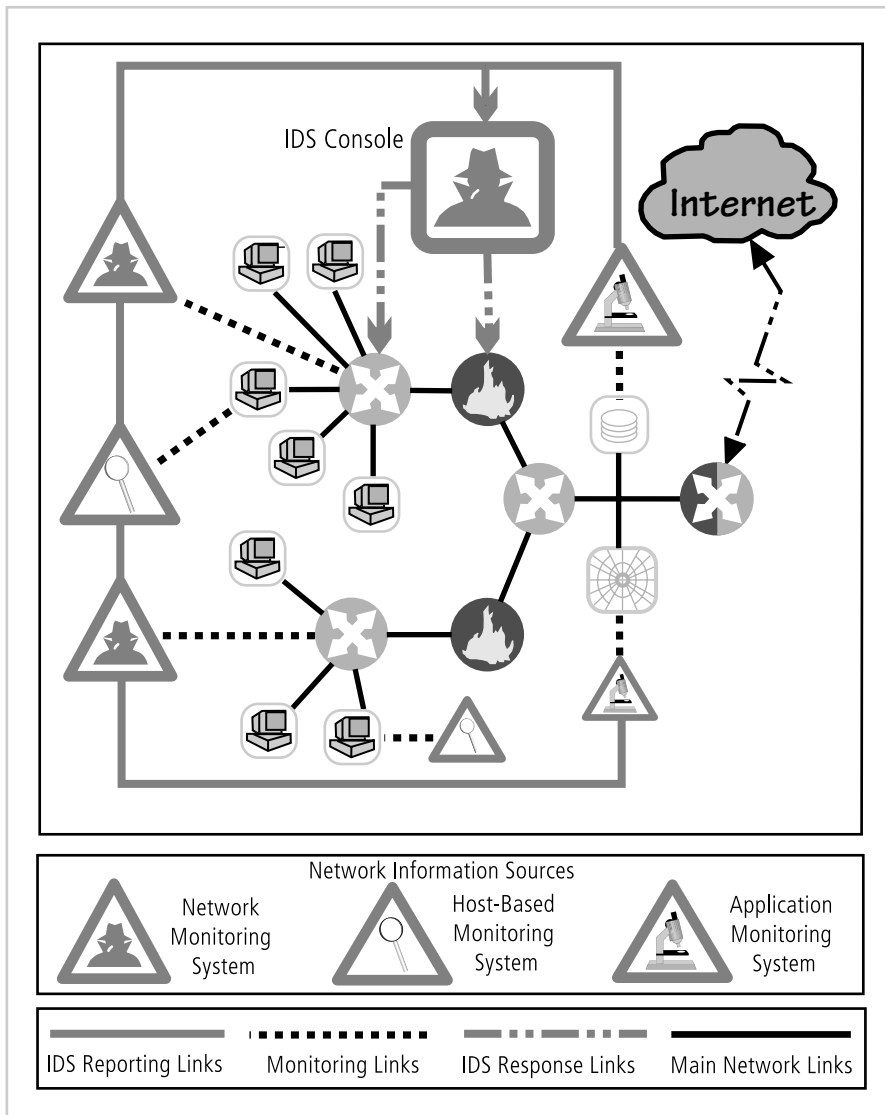 IDS Console
Internet
Network Information Sources
Network
Monitoring
System
Host-Based
Monitoring
System
Application
Monitoring
System
IDS Reporting Links
Monitoring Links
IDS Response Links
Main Network Links